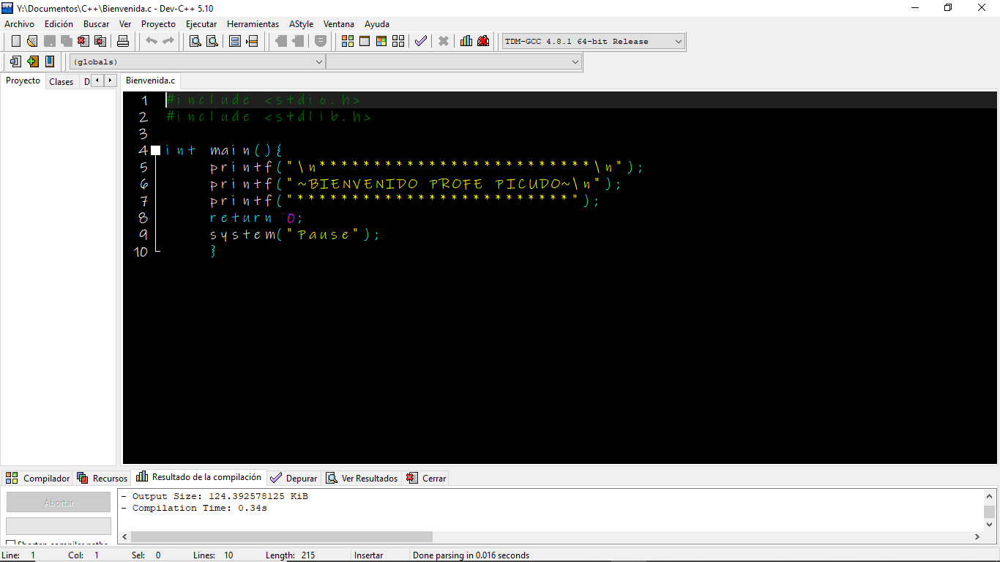 Y:\Documentos\C++\Bienvenida.c - Dev-C++ 5.10
Archivo Edición Buscar Ver Proyecto Ejecutar Herramientas AStyle Ventana Ayuda
TDM-GCC 4.8.1 64-bit Release
(globals)
Proyecto Clases D
Bienvenida.c
1 #include <stdio.h>
2 #include <stdlib.h>
3
4 int main(){
5 printf("\n*************************\n");
6 printf("~BIENVENIDO PROFE PICUDO~\n");
7 printf("*************************");
8 return 0;
9 system("Pause");
10 }
Compilador Recursos Resultado de la compilación Depurar Ver Resultados Cerrar
Abortar
- Output Size: 124.392578125 KiB
- Compilation Time: 0.34s
Shorten compiler paths
Line: 1 Col: 1 Sel: 0 Lines: 10 Length: 215 Insertar Done parsing in 0.016 seconds